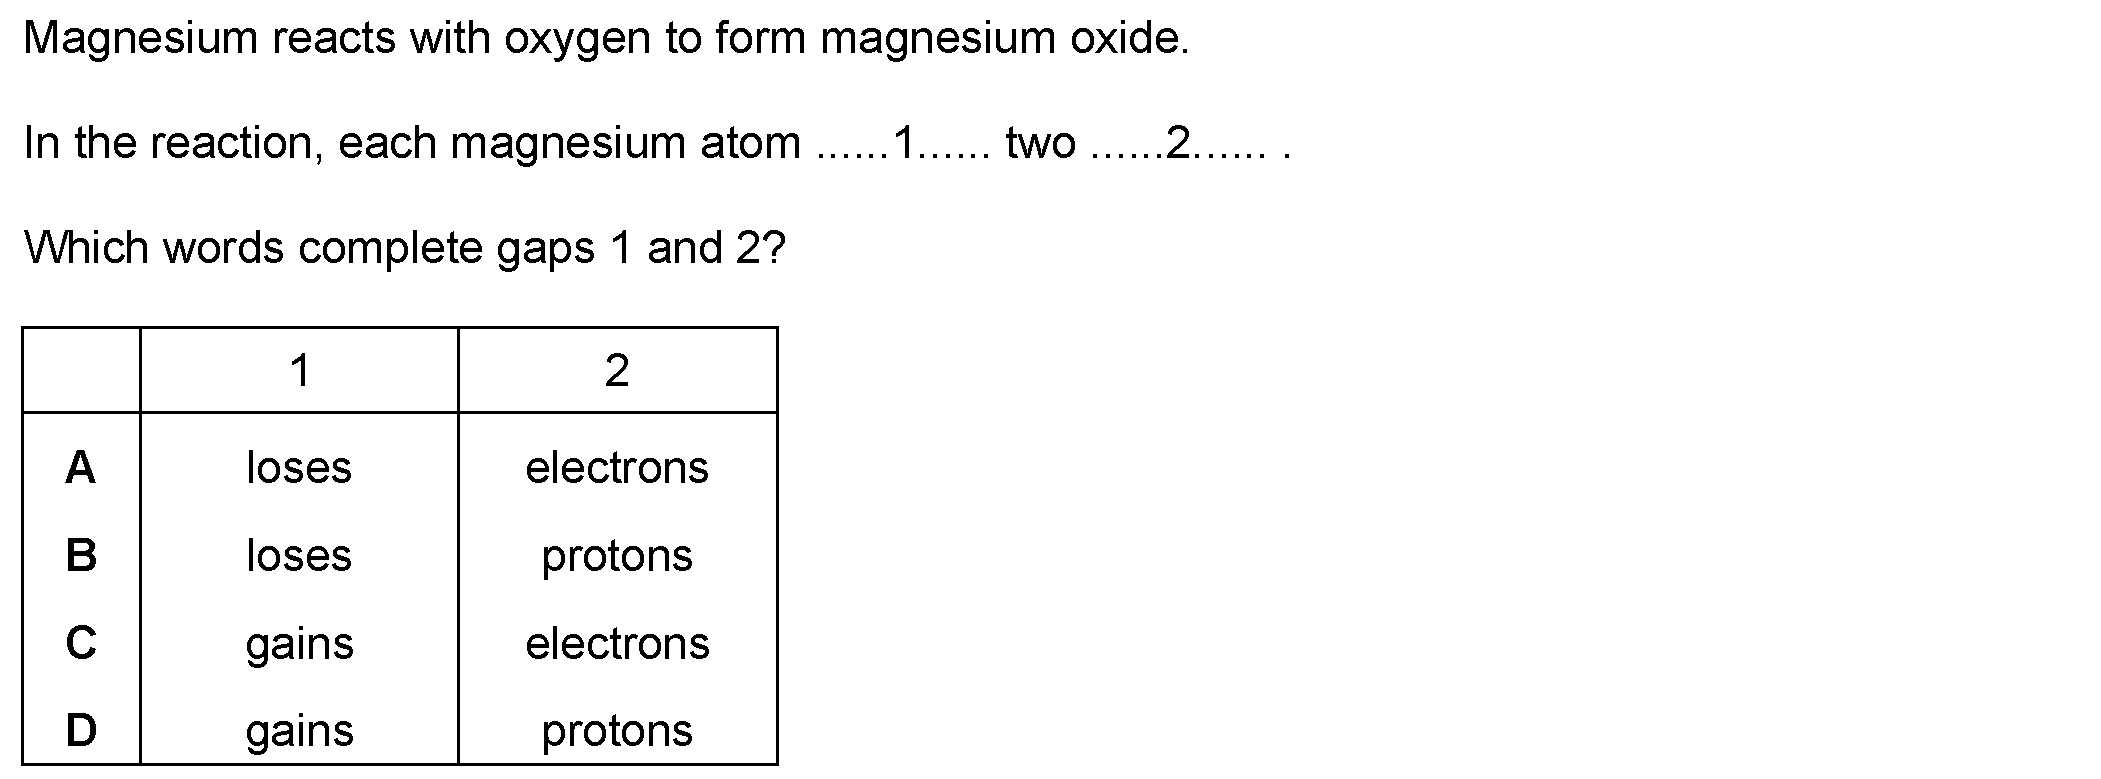 Magnesium reacts with oxygen to form magnesium oxide.
In the reaction, each magnesium atom ......1...... two ......2...... .
Which words complete gaps 1 and 2?
1 2
A loses electrons
B loses protons
C gains electrons
D gains protons